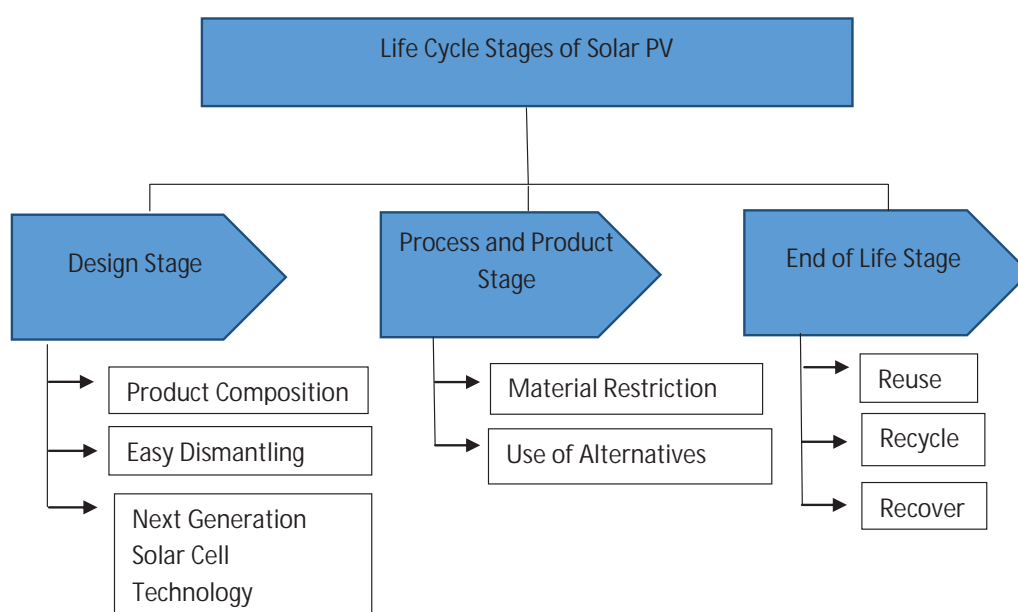 Life Cycle Stages of Solar PV
Design Stage
Process and Product
Stage
End of Life Stage
Product Composition
Easy Dismantling
Next Generation
Solar Cell
Technology
Material Restriction
Use of Alternatives
Reuse
Recycle
Recover